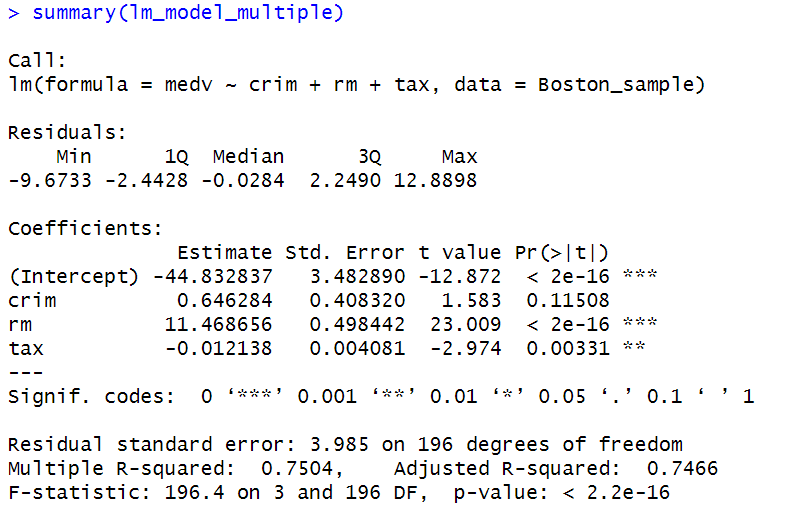 > summary(lm_model_multiple)
Call:
lm(formula = medv ~ crim + rm + tax, data = Boston_sample)
Residuals:
    Min      1Q  Median      3Q     Max
-9.6733 -2.4428 -0.0284  2.2490 12.8898
Coefficients:
              Estimate Std. Error t value Pr(>|t|)
(Intercept) -44.832837   3.482890 -12.872  < 2e-16 ***
crim          0.646284   0.408320   1.583  0.11508
rm           11.468656   0.498442  23.009  < 2e-16 ***
tax          -0.012138   0.004081  -2.974  0.00331 **
---
Signif. codes:  0 ‘***’ 0.001 ‘**’ 0.01 ‘*’ 0.05 ‘.’ 0.1 ‘ ’ 1
Residual standard error: 3.985 on 196 degrees of freedom
Multiple R-squared:  0.7504,    Adjusted R-squared:  0.7466
F-statistic: 196.4 on 3 and 196 DF,  p-value: < 2.2e-16